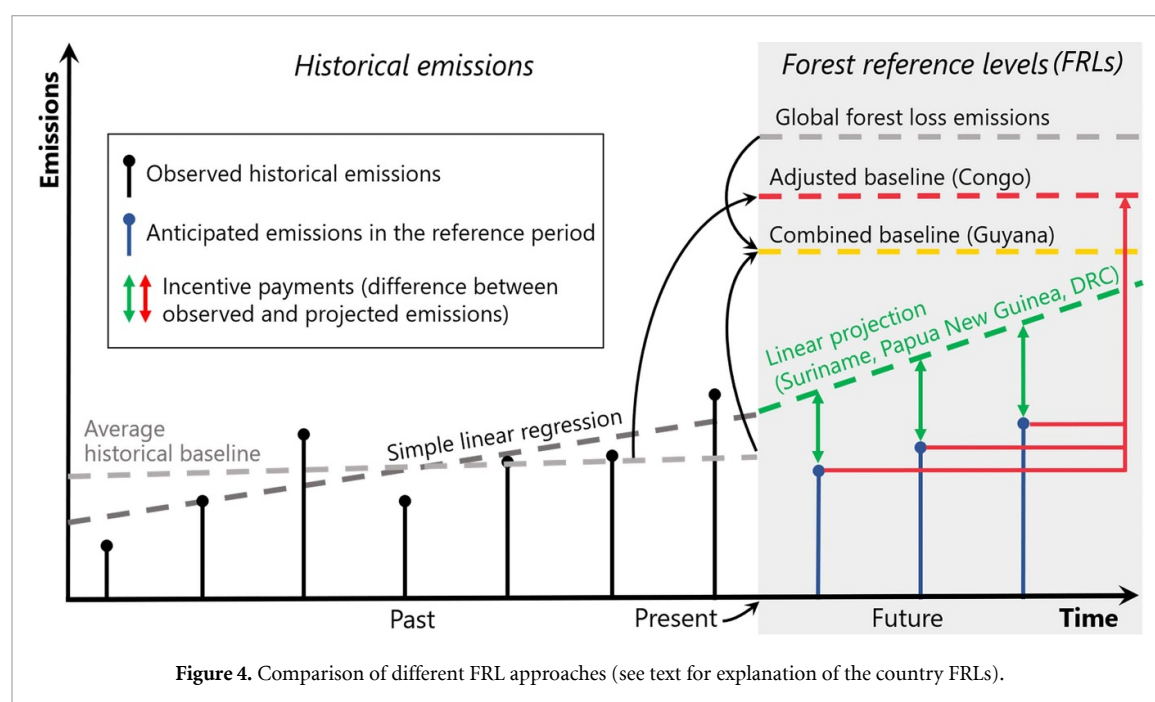 Historical emissions
Forest reference levels (FRLs)
Emissions
Global forest loss emissions
Observed historical emissions
Adjusted baseline (Congo)
Anticipated emissions in the reference period
Combined baseline (Guyana)
Incentive payments (difference between
observed and projected emissions)
Linear projection
(Suriname, Papua New Guinea, DRC)
Average
historical baseline
Simple linear regression
Past
Present
Future
Time
Figure 4. Comparison of different FRL approaches (see text for explanation of the country FRLs).